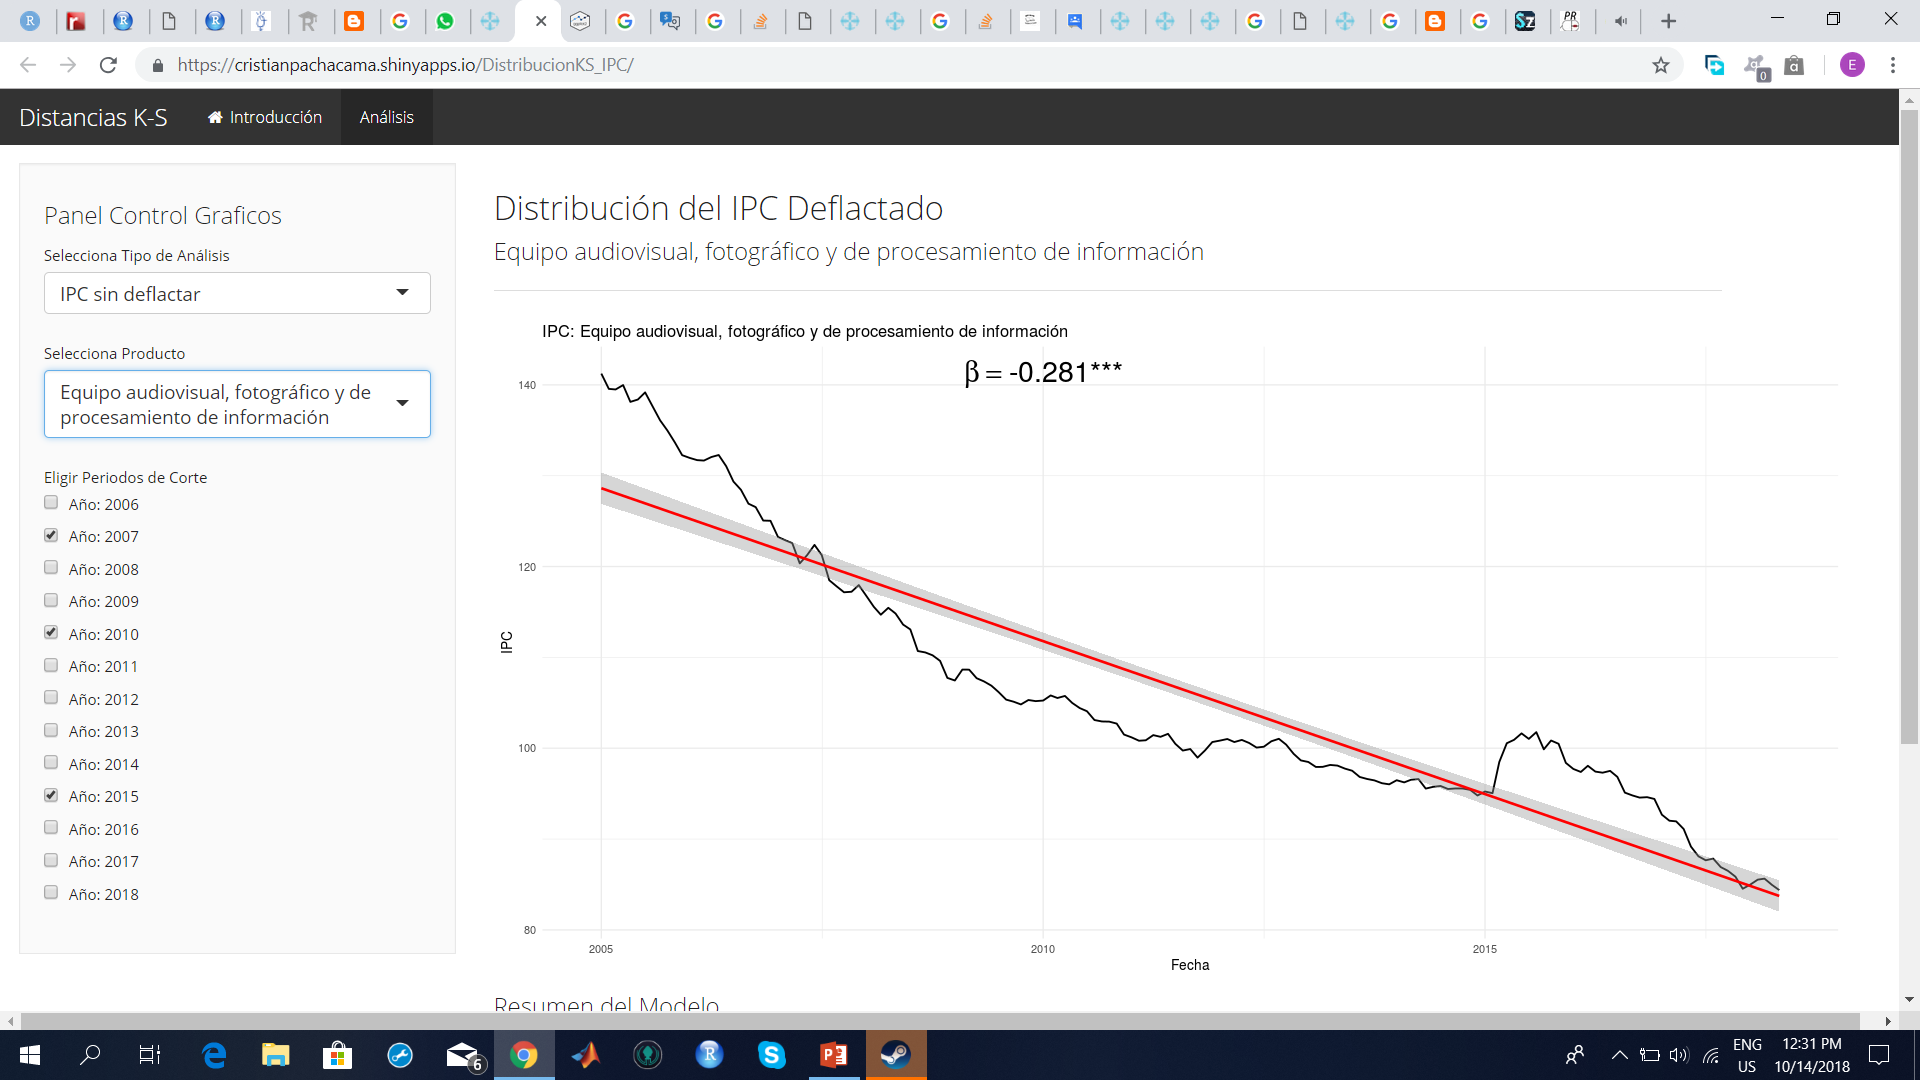 https://cristianpachacama.shinyapps.io/DistribucionKS_IPC/
0
E
Distancias K-S
Introducción
Análisis
Panel Control Graficos
Selecciona Tipo de Análisis
IPC sin deflactar
Selecciona Producto
Equipo audiovisual, fotográfico y de
procesamiento de información
Eligir Periodos de Corte
Año: 2006
Año: 2007
Año: 2008
Año: 2009
Año: 2010
Año: 2011
Año: 2012
Año: 2013
Año: 2014
Año: 2015
Año: 2016
Año: 2017
Año: 2018
Distribución del IPC Deflactado
Equipo audiovisual, fotográfico y de procesamiento de información
IPC: Equipo audiovisual, fotográfico y de procesamiento de información
β = -0.281***
140
120
100
80
IPC
2005
2010
2015
Fecha
Resumen del Modelo
6
ENG
US
12:31 PM
10/14/2018